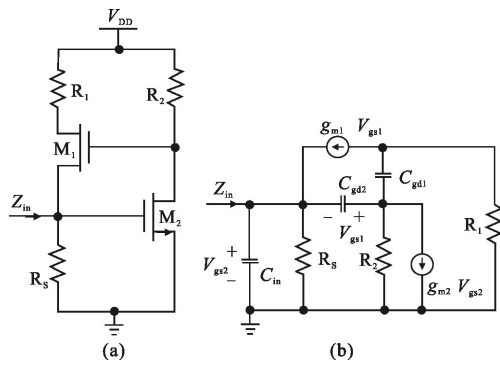 V_DD
R_1
R_2
M_1
Z_in
M_2
R_S
(a)
g_m1 V_gs1
Z_in
C_gd2
C_gd1
− +
V_gs1
R_1
+
V_gs2
−
C_in
R_S
R_2
g_m2 V_gs2
(b)